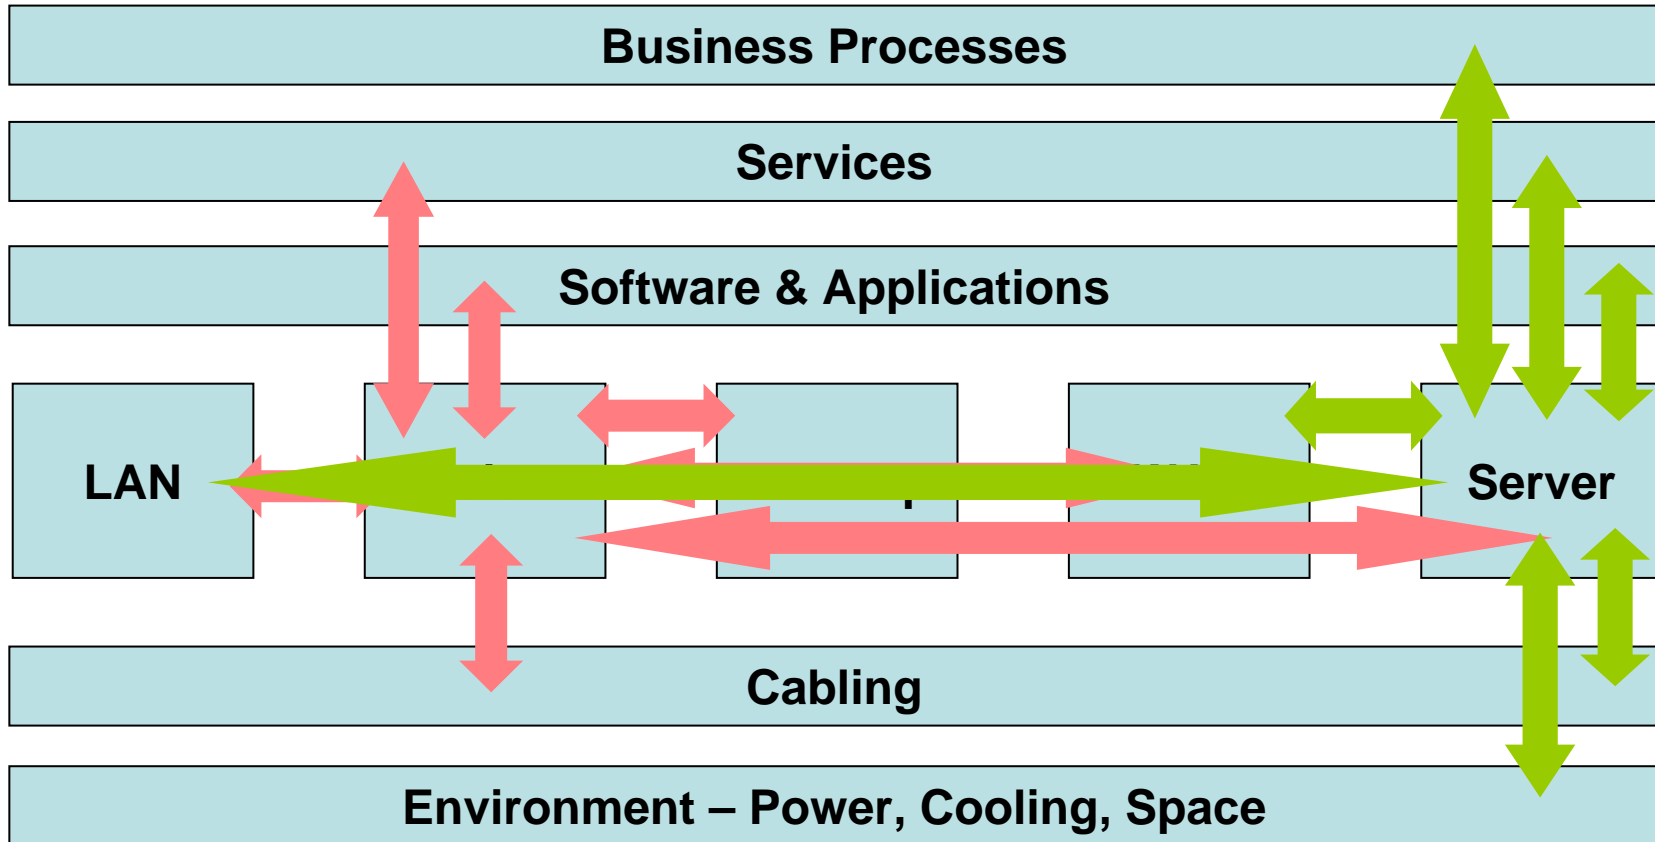 Business Processes
Services
Software & Applications
LAN
Server
Cabling
Environment – Power, Cooling, Space